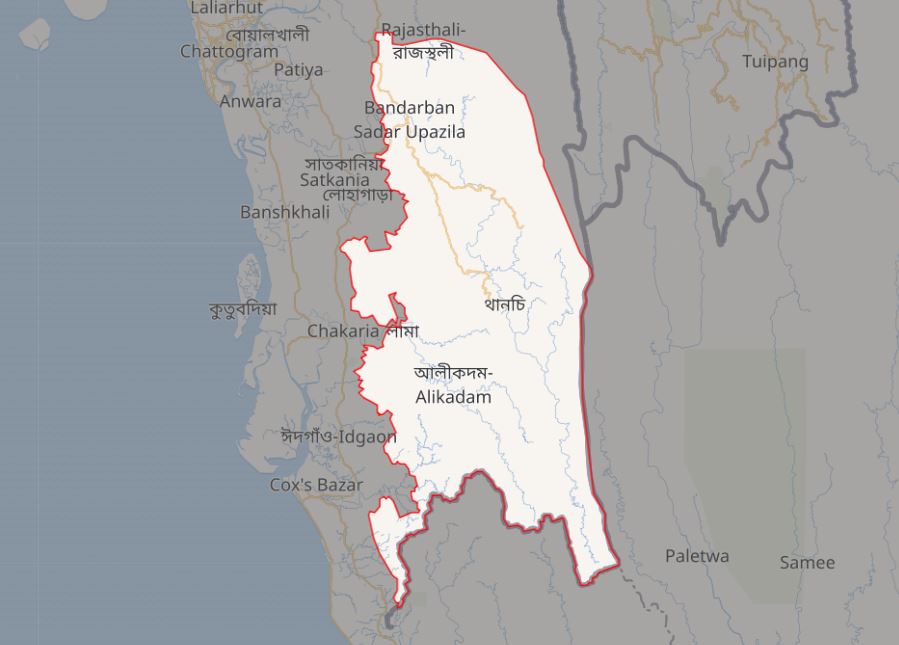 Laliarhut
Rajasthali-
রাজস্থলী
বোয়ালখালী
Chattogram
Patiya
Tuipang
Anwara
Bandarban
Sadar Upazila
সাতকানিয়া
Satkania
লোহাগাড়া
Banshkhali
কুতুবদিয়া
থানচি
Chakaria
লামা
আলীকদম-
Alikadam
ঈদগাঁও-Idgaon
Cox's Bazar
Paletwa
Samee